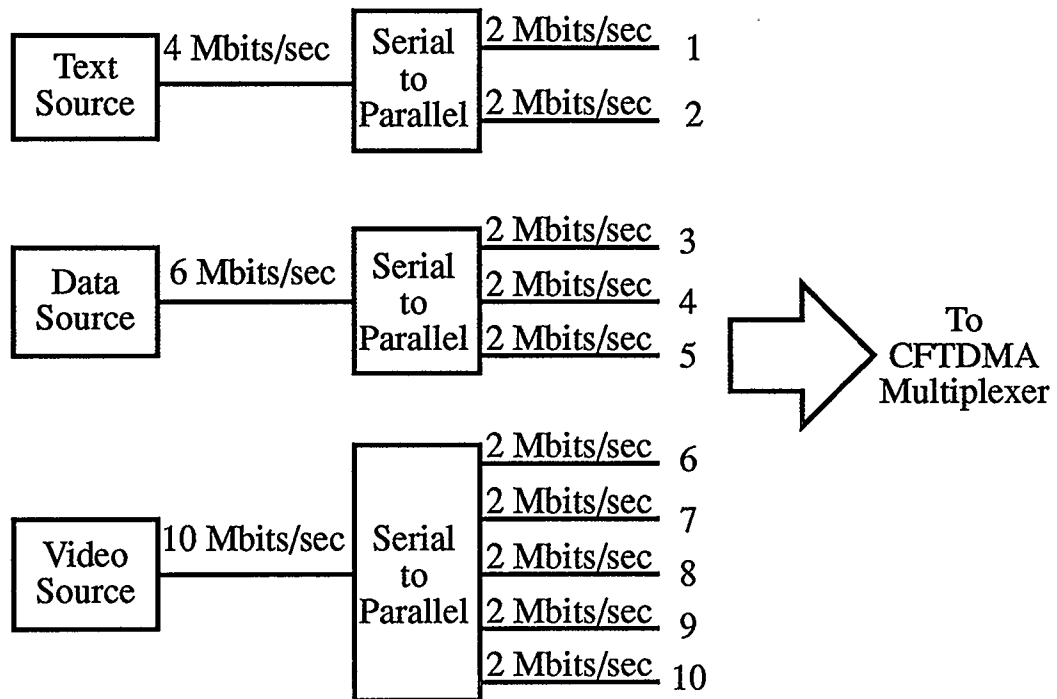 Text
Source
4 Mbits/sec
Serial
to
Parallel
2 Mbits/sec
1
2 Mbits/sec
2
Data
Source
6 Mbits/sec
Serial
to
Parallel
2 Mbits/sec
3
2 Mbits/sec
4
2 Mbits/sec
5
To
CFTDMA
Multiplexer
Video
Source
10 Mbits/sec
Serial
to
Parallel
2 Mbits/sec
6
2 Mbits/sec
7
2 Mbits/sec
8
2 Mbits/sec
9
2 Mbits/sec
10